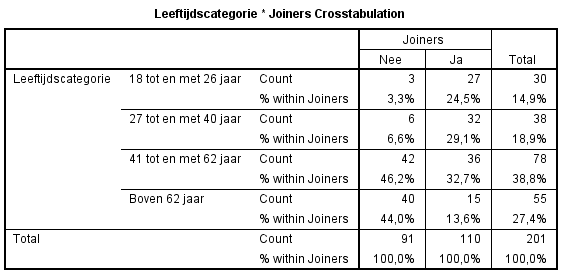 Leeftijdscategorie * Joiners Crosstabulation
Joiners
Nee Ja Total
Leeftijdscategorie 18 tot en met 26 jaar Count 3 27 30
% within Joiners 3,3% 24,5% 14,9%
27 tot en met 40 jaar Count 6 32 38
% within Joiners 6,6% 29,1% 18,9%
41 tot en met 62 jaar Count 42 36 78
% within Joiners 46,2% 32,7% 38,8%
Boven 62 jaar Count 40 15 55
% within Joiners 44,0% 13,6% 27,4%
Total Count 91 110 201
% within Joiners 100,0% 100,0% 100,0%